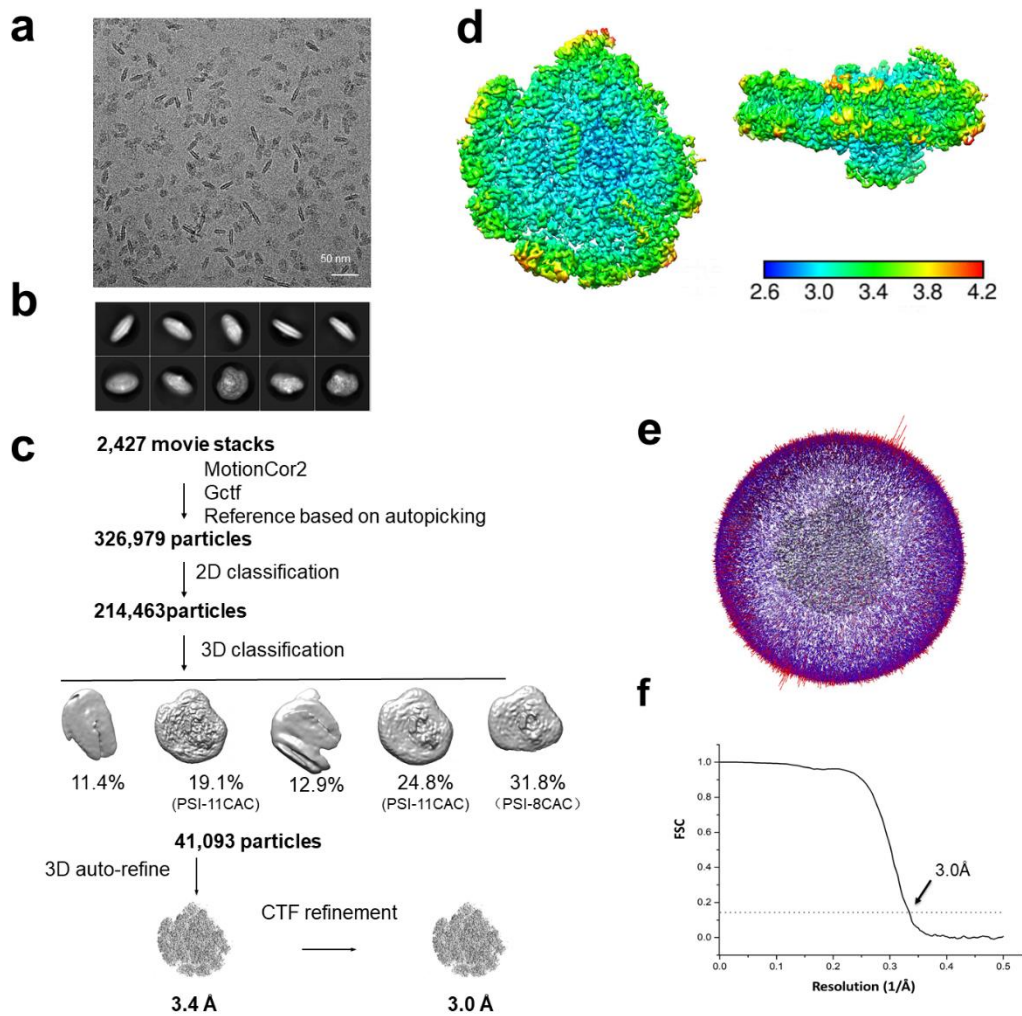 a
50 nm
b
c
2,427 movie stacks
MotionCor2
Gctf
Reference based on autopicking
326,979 particles
2D classification
214,463particles
3D classification
11.4%
19.1%
(PSI-11CAC)
12.9%
24.8%
(PSI-11CAC)
31.8%
(PSI-8CAC)
41,093 particles
3D auto-refine
CTF refinement
3.4 Å
3.0 Å
d
2.6 3.0 3.4 3.8 4.2
e
f
1.0
0.8
0.6
0.4
0.2
0.0
FSC
3.0Å
0.0 0.1 0.2 0.3 0.4 0.5
Resolution (1/Å)